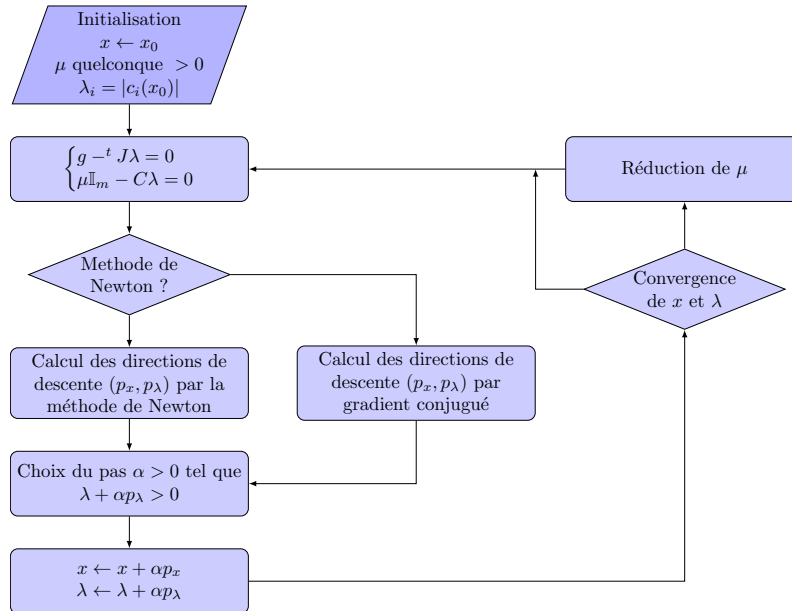 Initialisation
x ← x₀
μ quelconque > 0
λᵢ = |cᵢ(x₀)|
{g −ᵗ Jλ = 0
μ𝕀ₘ − Cλ = 0
Réduction de μ
Methode de
Newton ?
Convergence
de x et λ
Calcul des directions de
descente (pₓ, p_λ) par la
méthode de Newton
Calcul des directions de
descente (pₓ, p_λ) par
gradient conjugué
Choix du pas α > 0 tel que
λ + αp_λ > 0
x ← x + αpₓ
λ ← λ + αp_λ